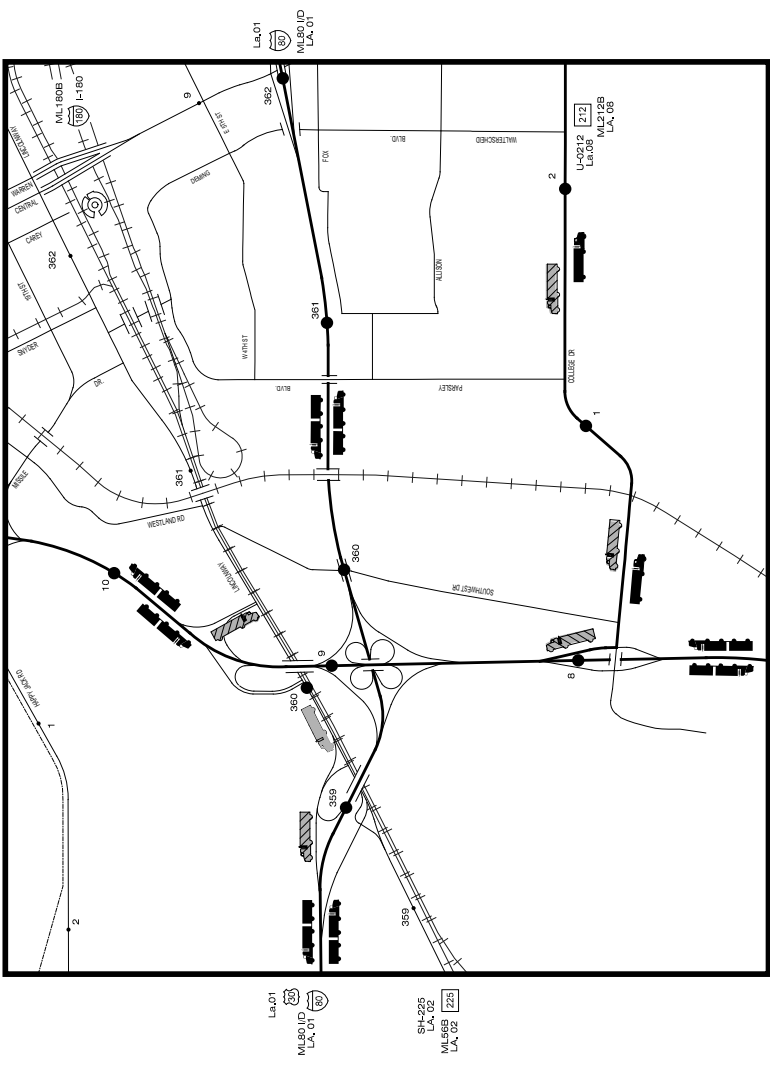 La.01
80
ML80 I/D
LA. 01
ML180B
180
I-180
LINCOLNWAY
WARREN
CENTRAL
CAREY
16TH ST
SNYDER
DR.
MISSILE
9
E 5TH ST
DEMING
362
362
FOX
BLVD.
WALTERSCHEID
ALLISON
W 4TH ST
BLVD.
PARSLEY
361
361
2
U-0212
La.08
212
ML212B
LA. 08
COLLEGE DR
1
WESTLAND RD
LINCOLNWAY
10
360
SOUTHWEST DR
9
8
360
359
359
HAPPY JACK RD
1
2
La.01
30
ML80 I/D
LA. 01
80
SH-225
LA. 02
ML56B
LA. 02
225